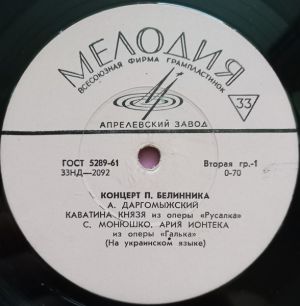 МЕЛОДИЯ
ВСЕСОЮЗНАЯ ФИРМА ГРАМПЛАСТИНОК
33
АПРЕЛЕВСКИЙ ЗАВОД
ГОСТ 5289-61 Вторая гр.-1
33НД—2092 0-70
КОНЦЕРТ П. БЕЛИННИКА
А. ДАРГОМЫЖСКИЙ
КАВАТИНА КНЯЗЯ из оперы «Русалка»
С. МОНЮШКО. АРИЯ ИОНТЕКА
из оперы «Галька»
(На украинском языке)